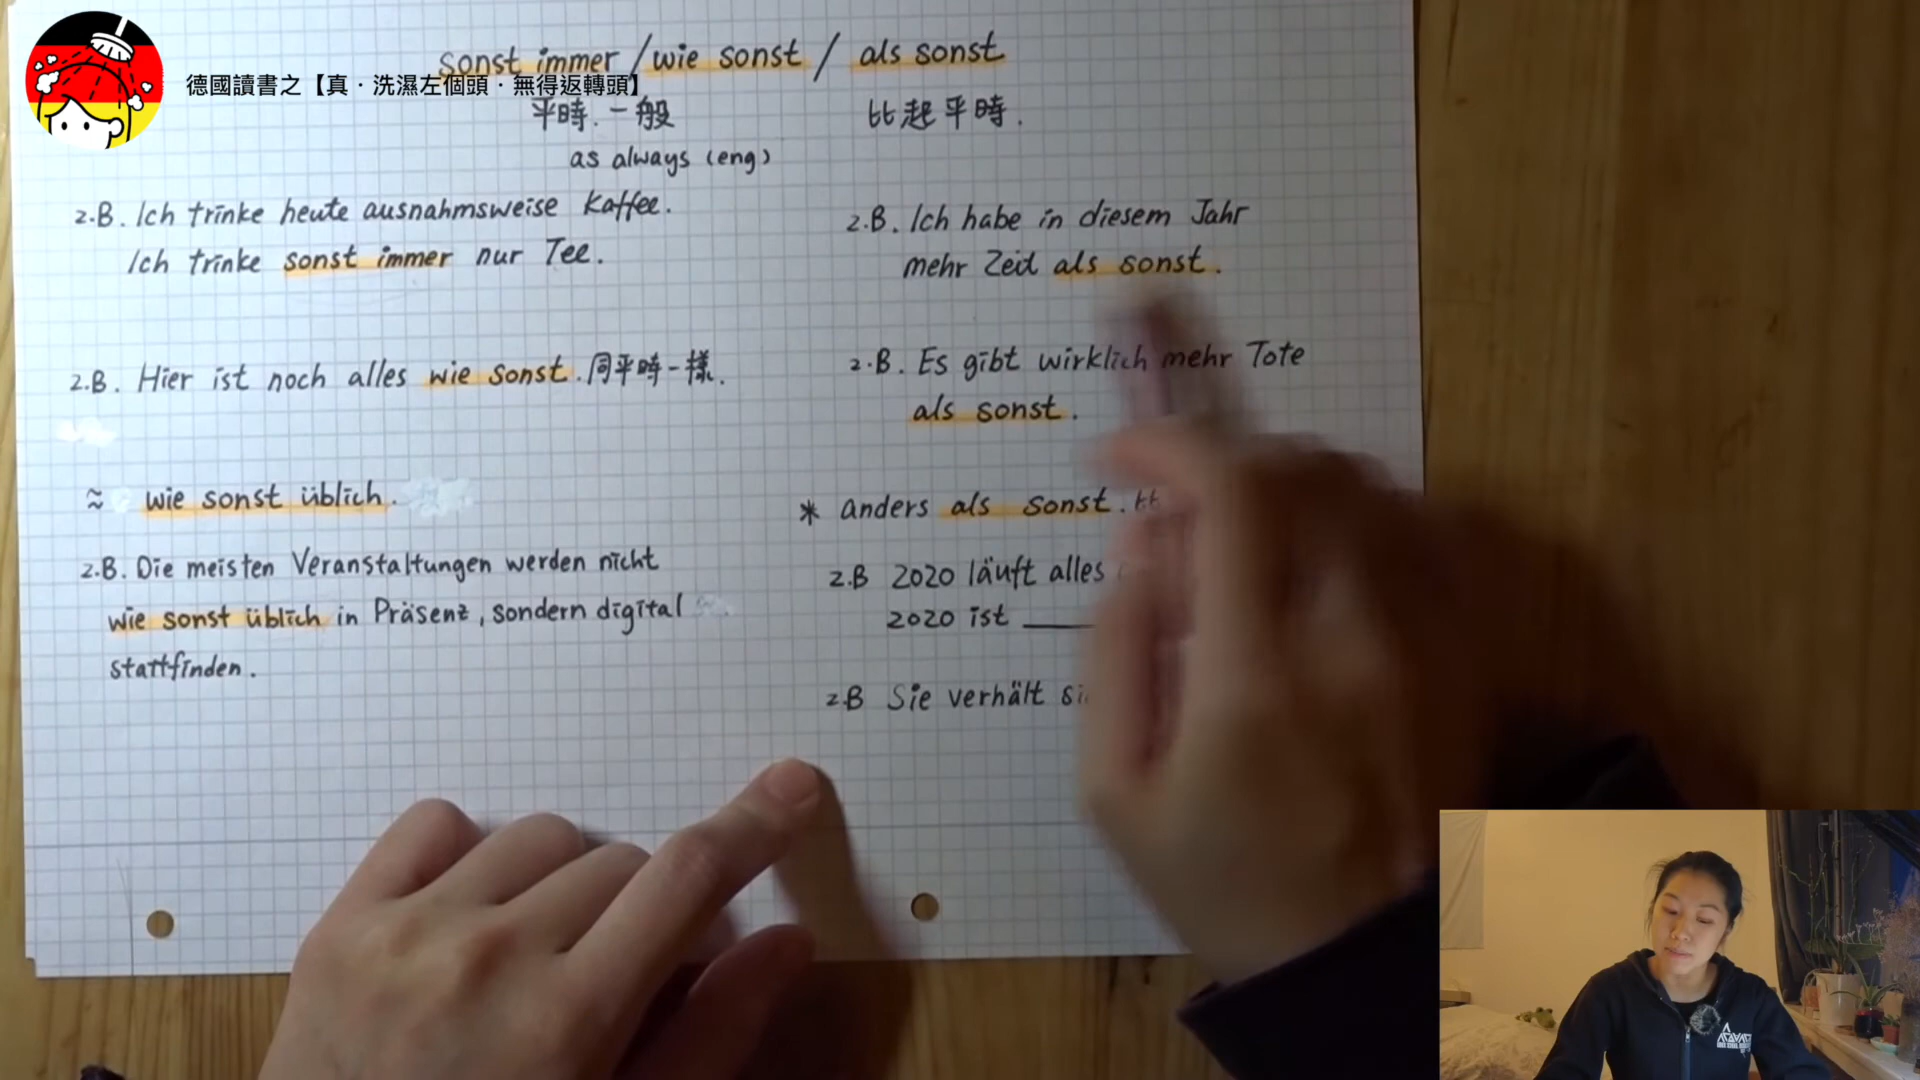 德國讀書之【真 · 洗濕左個頭 · 無得返轉頭】
sonst immer / wie sonst / als sonst
平時. 一般
比起平時.
as always (eng)
z.B. Ich trinke heute ausnahmsweise Kaffee.
Ich trinke sonst immer nur Tee.
z.B. Hier ist noch alles wie sonst. 同平時一樣.
≈ wie sonst üblich.
z.B. Die meisten Veranstaltungen werden nicht
wie sonst üblich in Präsenz, sondern digital
stattfinden.
z.B. Ich habe in diesem Jahr
mehr Zeit als sonst.
z.B. Es gibt wirklich mehr Tote
als sonst.
* anders als sonst. 比
z.B 2020 läuft alles
2020 ist ____
z.B Sie verhält